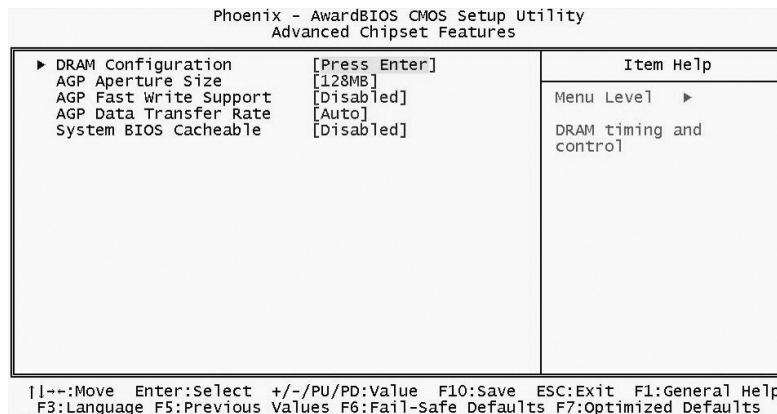 Phoenix - AwardBIOS CMOS Setup Utility
Advanced Chipset Features
▶ DRAM Configuration [Press Enter]
AGP Aperture Size [128MB]
AGP Fast Write Support [Disabled]
AGP Data Transfer Rate [Auto]
System BIOS Cacheable [Disabled]
Item Help
Menu Level ▶
DRAM timing and
control
↑↓→←:Move Enter:Select +/-/PU/PD:Value F10:Save ESC:Exit F1:General Help
F3:Language F5:Previous Values F6:Fail-Safe Defaults F7:Optimized Defaults